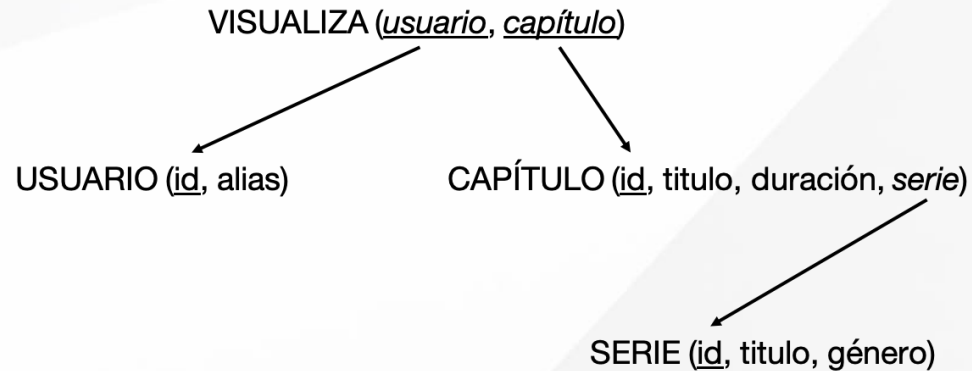 VISUALIZA (usuario, capítulo)
USUARIO (id, alias)
CAPÍTULO (id, titulo, duración, serie)
SERIE (id, titulo, género)